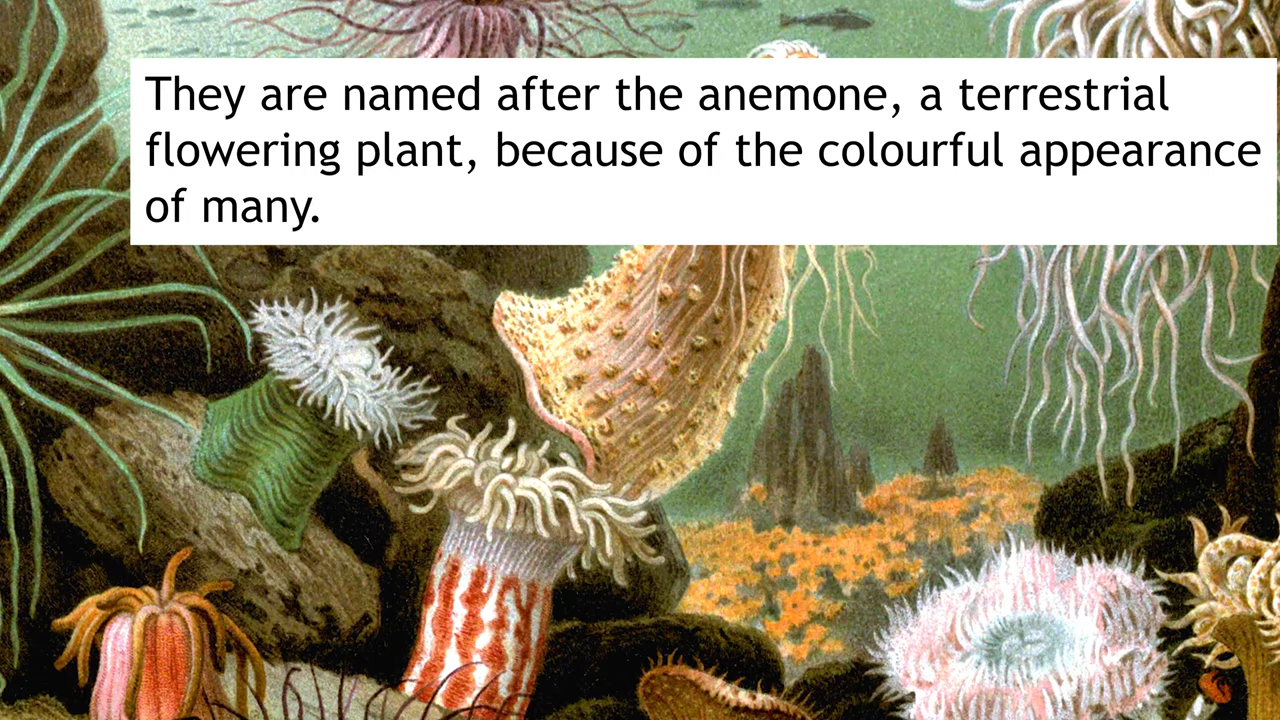 They are named after the anemone, a terrestrial
flowering plant, because of the colourful appearance
of many.